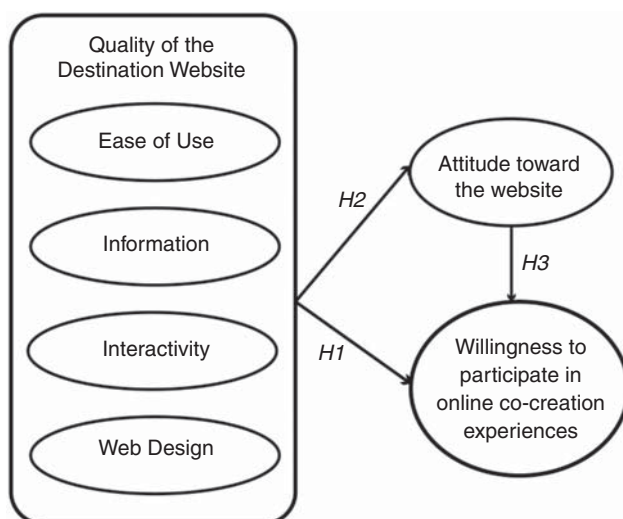 Quality of the
Destination Website
Ease of Use
Information
Interactivity
Web Design
H2
H1
Attitude toward
the website
H3
Willingness to
participate in
online co-creation
experiences